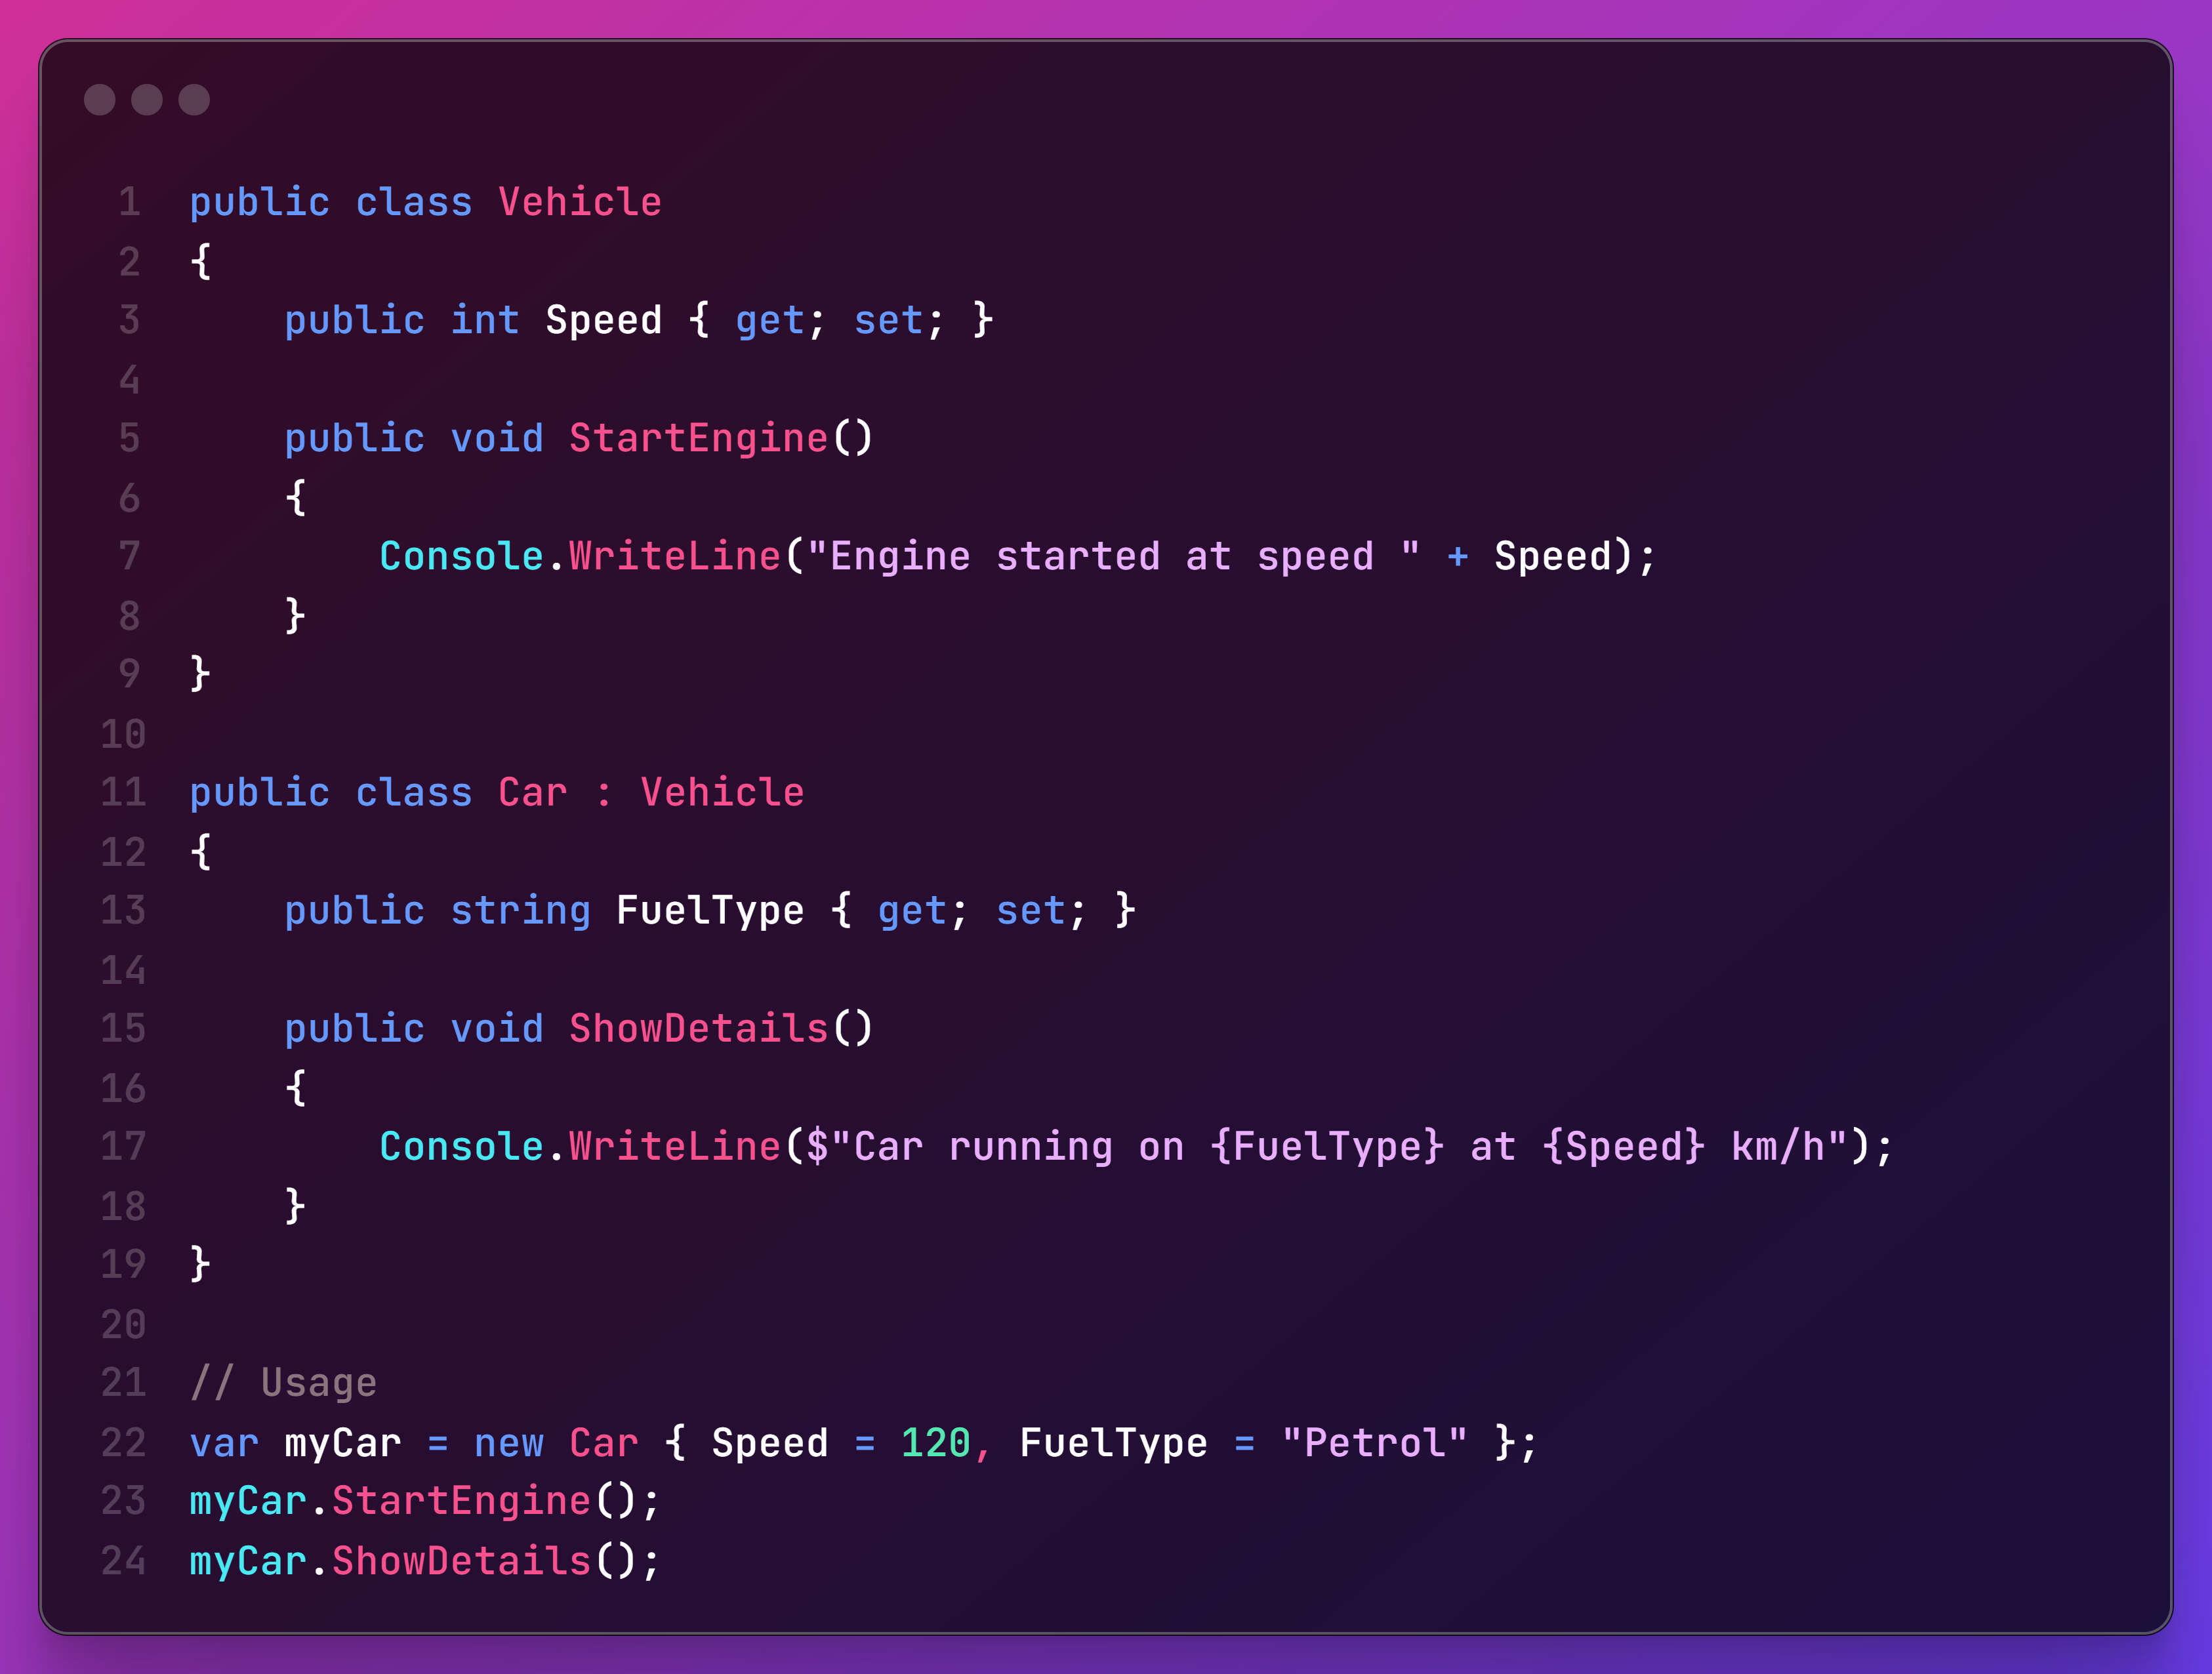 1 public class Vehicle
2 {
3     public int Speed { get; set; }
4
5     public void StartEngine()
6     {
7         Console.WriteLine("Engine started at speed " + Speed);
8     }
9 }
10
11 public class Car : Vehicle
12 {
13     public string FuelType { get; set; }
14
15     public void ShowDetails()
16     {
17         Console.WriteLine($"Car running on {FuelType} at {Speed} km/h");
18     }
19 }
20
21 // Usage
22 var myCar = new Car { Speed = 120, FuelType = "Petrol" };
23 myCar.StartEngine();
24 myCar.ShowDetails();